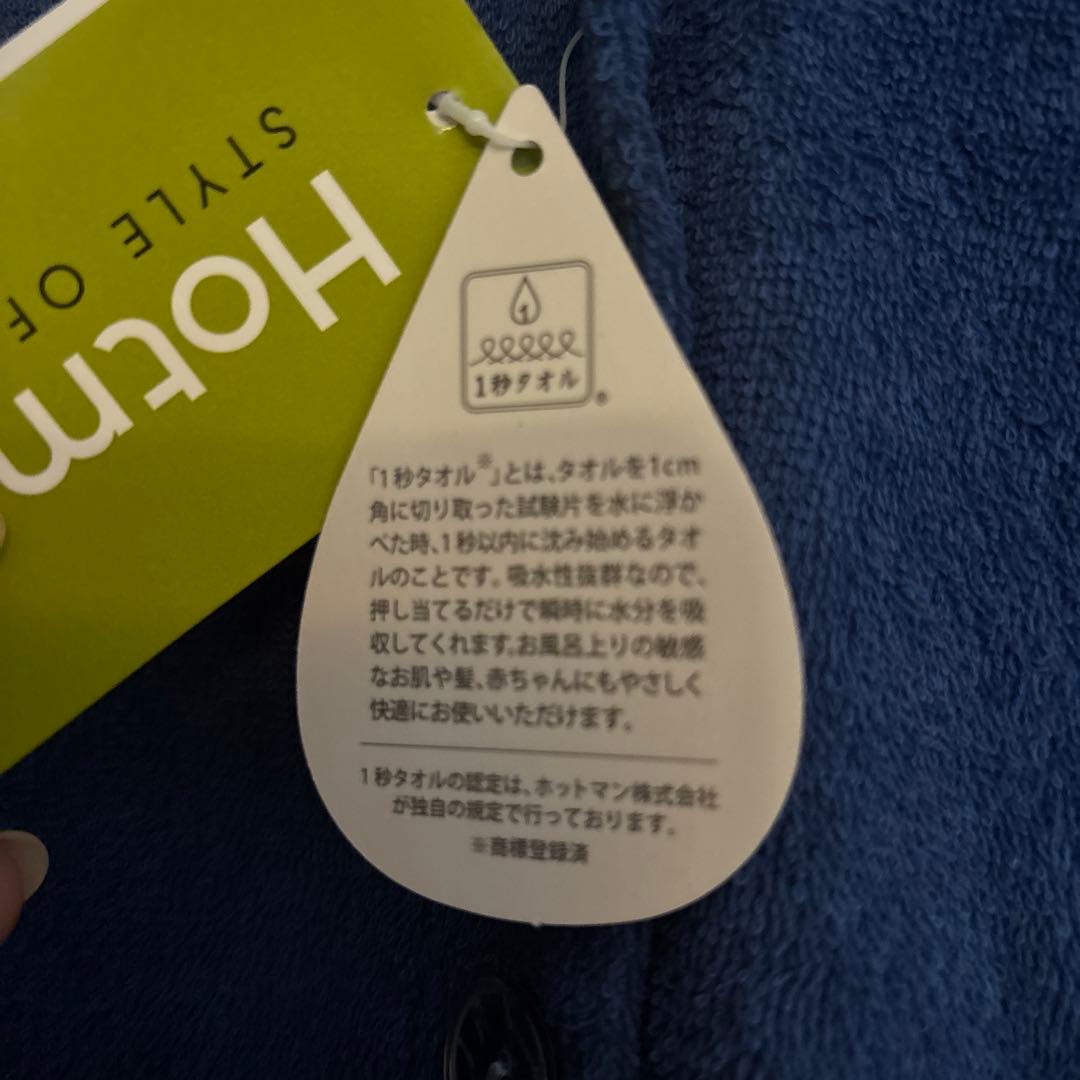 STYLE OF
Hotm
1
1秒タオル
®
「1秒タオル※」とは、タオルを1cm
角に切り取った試験片を水に浮か
べた時、1秒以内に沈み始めるタオ
ルのことです。吸水性抜群なので、
押し当てるだけで瞬時に水分を吸
収してくれます。お風呂上りの敏感
なお肌や髪、赤ちゃんにもやさしく
快適にお使いいただけます。
1秒タオルの認定は、ホットマン株式会社
が独自の規定で行っております。
※商標登録済